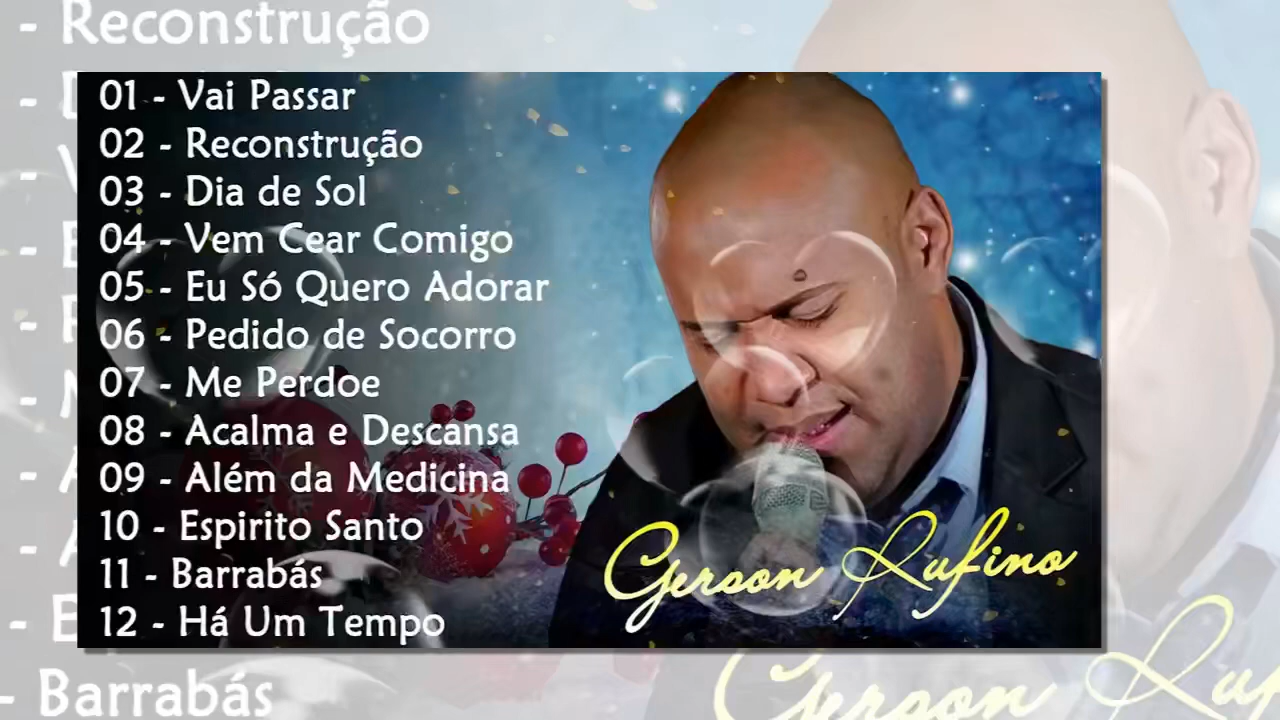 - Reconstrução
01 - Vai Passar
02 - Reconstrução
03 - Dia de Sol
04 - Vem Cear Comigo
05 - Eu Só Quero Adorar
06 - Pedido de Socorro
07 - Me Perdoe
08 - Acalma e Descansa
09 - Além da Medicina
10 - Espirito Santo
11 - Barrabás
12 - Há Um Tempo
Gerson Rufino
- Barrabás
Gerson